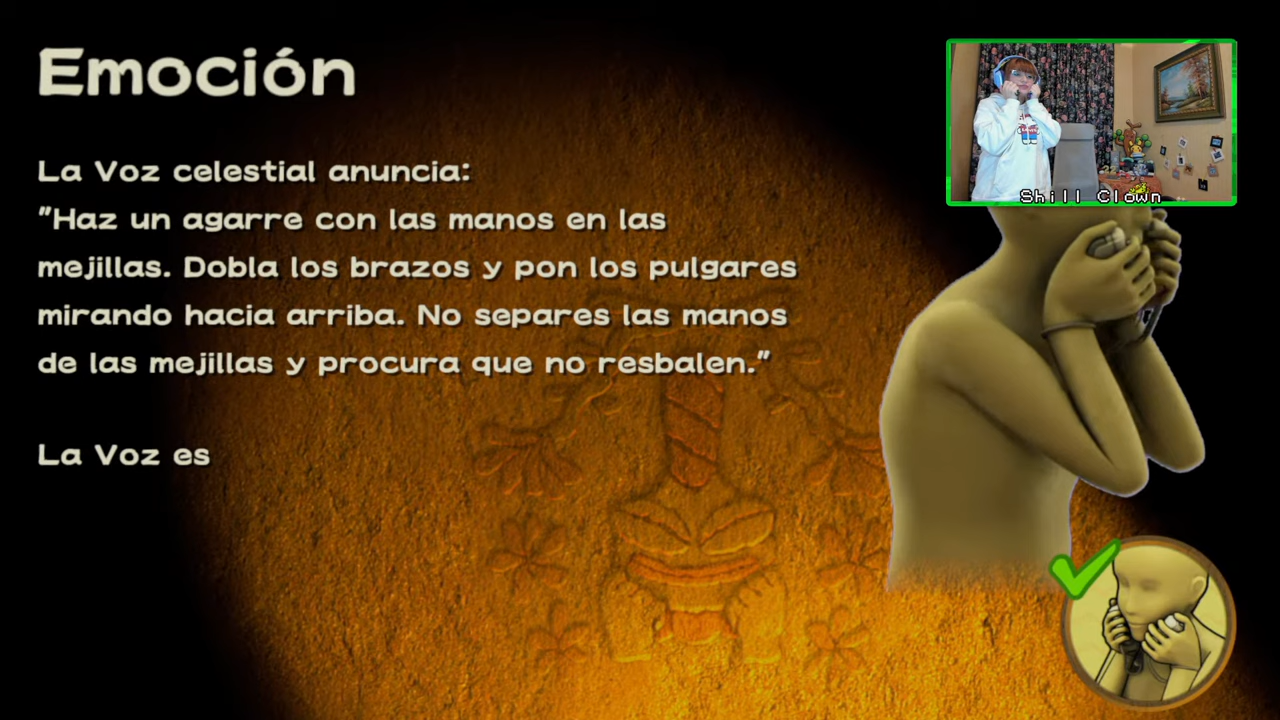 Emoción
La Voz celestial anuncia:
"Haz un agarre con las manos en las
mejillas. Dobla los brazos y pon los pulgares
mirando hacia arriba. No separes las manos
de las mejillas y procura que no resbalen."
La Voz es
Shill Clown